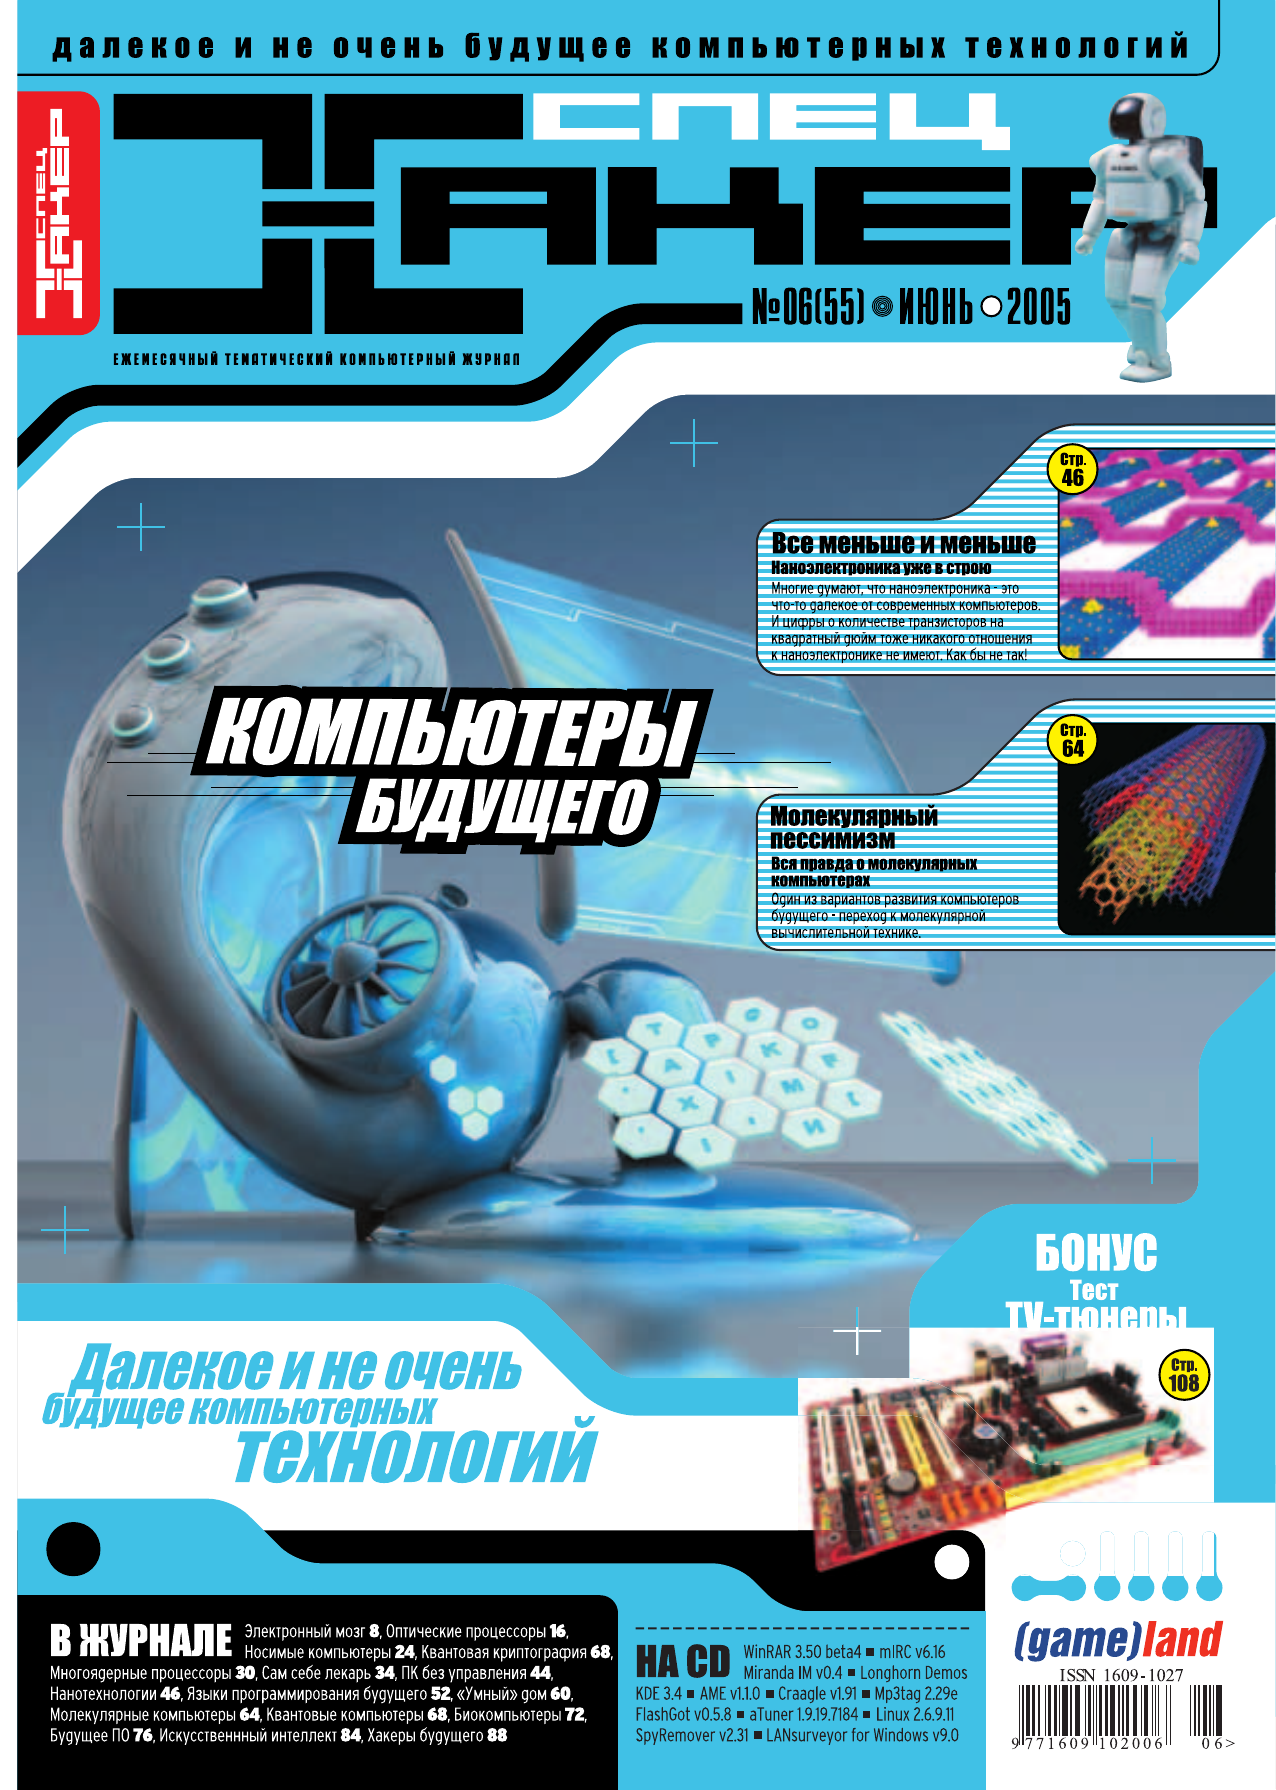 далекое и не очень будущее компьютерных технологий
СПЕЦ
ХАКЕР
СПЕЦ
ХАКЕР
№06(55) ИЮНЬ 2005
ЕЖЕМЕСЯЧНЫЙ ТЕМАТИЧЕСКИЙ КОМПЬЮТЕРНЫЙ ЖУРНАЛ
Стр.
46
Все меньше и меньше
Наноэлектроника уже в строю
Многие думают, что наноэлектроника - это
что-то далекое от современных компьютеров.
И цифры о количестве транзисторов на
квадратный дюйм тоже никакого отношения
к наноэлектронике не имеют. Как бы не так!
КОМПЬЮТЕРЫ
БУДУЩЕГО
Стр.
64
Молекулярный
пессимизм
Вся правда о молекулярных
компьютерах
Один из вариантов развития компьютеров
будущего - переход к молекулярной
вычислительной технике.
БОНУС
Тест
TV-тюнеры
Стр.
108
Далекое и не очень
будущее компьютерных
технологий
В ЖУРНАЛЕ Электронный мозг 8, Оптические процессоры 16,
Носимые компьютеры 24, Квантовая криптография 68,
Многоядерные процессоры 30, Сам себе лекарь 34, ПК без управления 44,
Нанотехнологии 46, Языки программирования будущего 52, «Умный» дом 60,
Молекулярные компьютеры 64, Квантовые компьютеры 68, Биокомпьютеры 72,
Будущее ПО 76, Искусственный интеллект 84, Хакеры будущего 88
НА CD WinRAR 3.50 beta4 ■ mIRC v6.16
Miranda IM v0.4 ■ Longhorn Demos
KDE 3.4 ■ AME v1.1.0 ■ Craagle v1.91 ■ Mp3tag 2.29e
FlashGot v0.5.8 ■ aTuner 1.9.19.7184 ■ Linux 2.6.9.11
SpyRemover v2.31 ■ LANsurveyor for Windows v9.0
(game)land
ISSN 1609-1027
9 771609 102006 06>